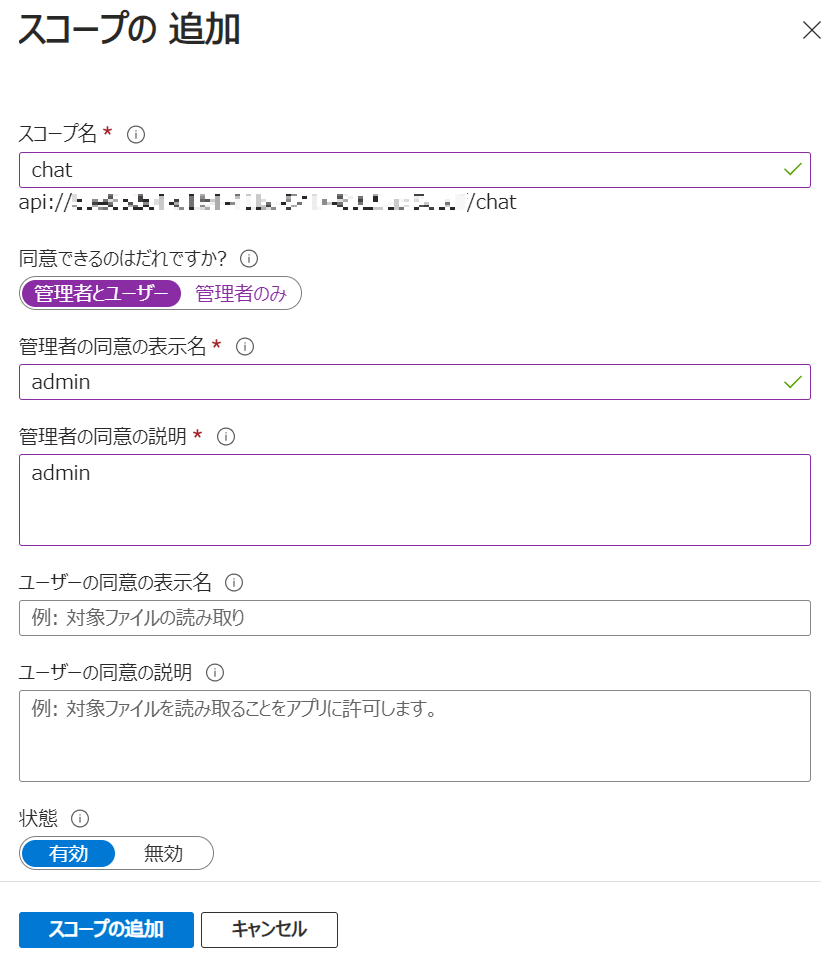 スコープの 追加
スコープ名 *
chat
api:// /chat
同意できるのはだれですか?
管理者とユーザー 管理者のみ
管理者の同意の表示名 *
admin
管理者の同意の説明 *
admin
ユーザーの同意の表示名
例: 対象ファイルの読み取り
ユーザーの同意の説明
例: 対象ファイルを読み取ることをアプリに許可します。
状態
有効 無効
スコープの追加 キャンセル